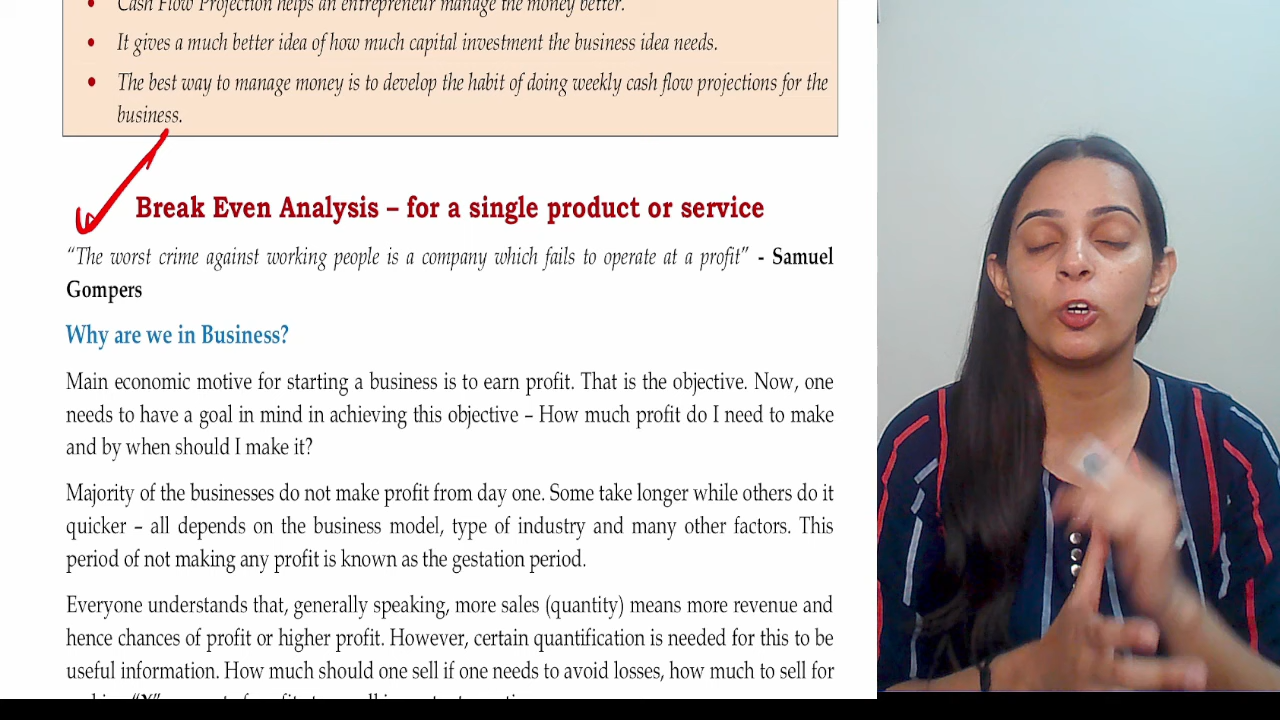 Cash Flow Projection helps an entrepreneur manage the money better.
• It gives a much better idea of how much capital investment the business idea needs.
• The best way to manage money is to develop the habit of doing weekly cash flow projections for the
business.
Break Even Analysis – for a single product or service
“The worst crime against working people is a company which fails to operate at a profit” - Samuel
Gompers
Why are we in Business?
Main economic motive for starting a business is to earn profit. That is the objective. Now, one
needs to have a goal in mind in achieving this objective – How much profit do I need to make
and by when should I make it?
Majority of the businesses do not make profit from day one. Some take longer while others do it
quicker – all depends on the business model, type of industry and many other factors. This
period of not making any profit is known as the gestation period.
Everyone understands that, generally speaking, more sales (quantity) means more revenue and
hence chances of profit or higher profit. However, certain quantification is needed for this to be
useful information. How much should one sell if one needs to avoid losses, how much to sell for